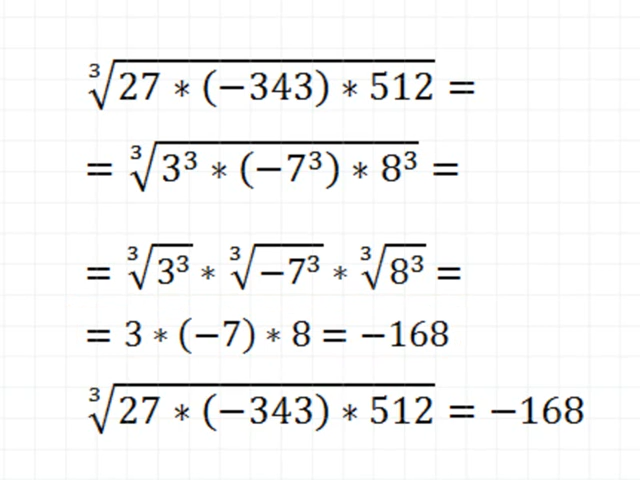 ∛(27 * (−343) * 512) =
= ∛(3³ * (−7³) * 8³) =
= ∛(3³) * ∛(−7³) * ∛(8³) =
= 3 * (−7) * 8 = −168
∛(27 * (−343) * 512) = −168